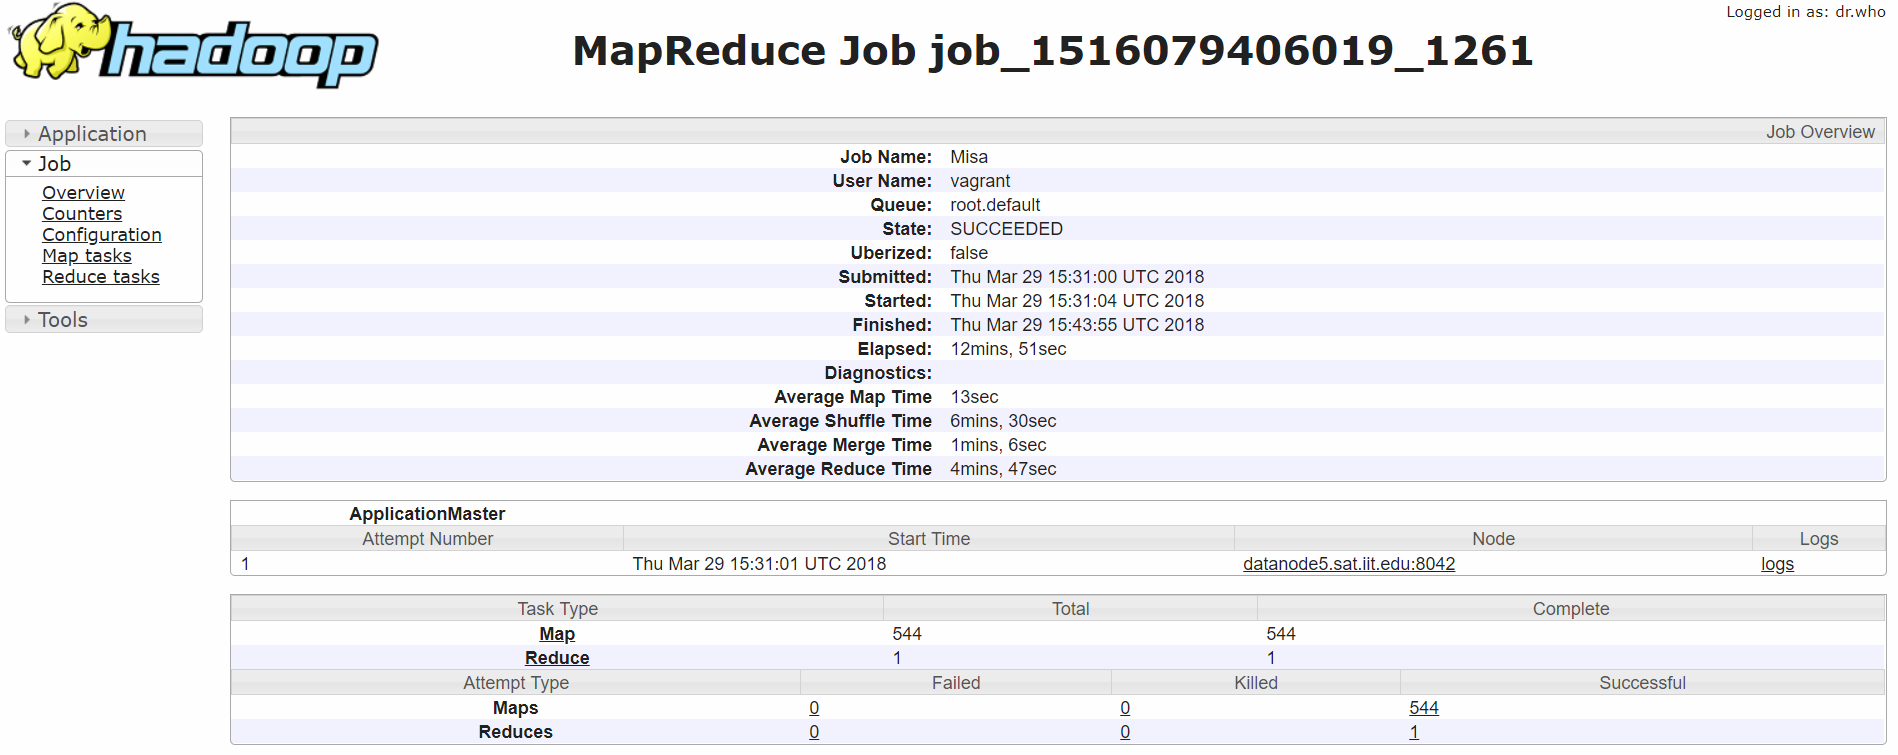 hadoop
Logged in as: dr.who
MapReduce Job job_1516079406019_1261
Application
Job
Overview
Counters
Configuration
Map tasks
Reduce tasks
Tools
Job Overview
Job Name: Misa
User Name: vagrant
Queue: root.default
State: SUCCEEDED
Uberized: false
Submitted: Thu Mar 29 15:31:00 UTC 2018
Started: Thu Mar 29 15:31:04 UTC 2018
Finished: Thu Mar 29 15:43:55 UTC 2018
Elapsed: 12mins, 51sec
Diagnostics:
Average Map Time 13sec
Average Shuffle Time 6mins, 30sec
Average Merge Time 1mins, 6sec
Average Reduce Time 4mins, 47sec
ApplicationMaster
Attempt Number Start Time Node Logs
1 Thu Mar 29 15:31:01 UTC 2018 datanode5.sat.iit.edu:8042 logs
Task Type Total Complete
Map 544 544
Reduce 1 1
Attempt Type Failed Killed Successful
Maps 0 0 544
Reduces 0 0 1